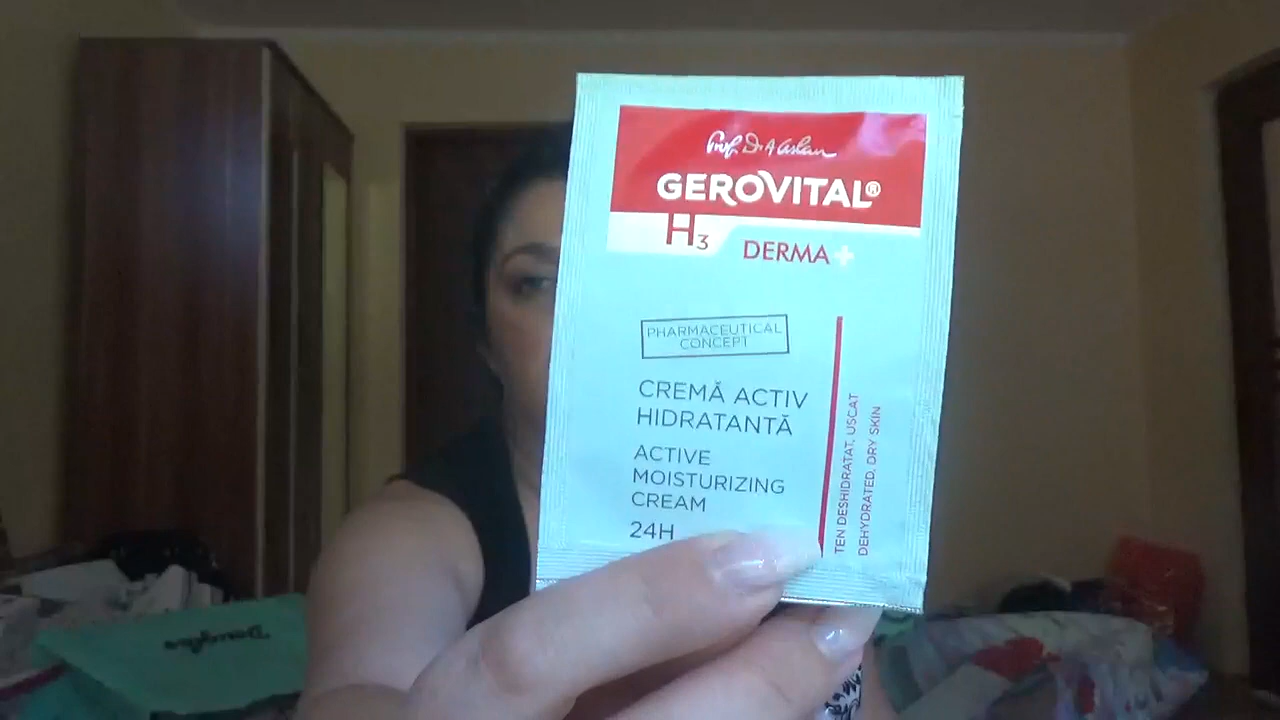 Prof. Dr. A. Aslan
GEROVITAL®
H3 DERMA+
PHARMACEUTICAL
CONCEPT
CREMĂ ACTIV
HIDRATANTĂ
ACTIVE
MOISTURIZING
CREAM
24H
TEN DESHIDRATAT, USCAT
DEHYDRATED, DRY SKIN
Douglas